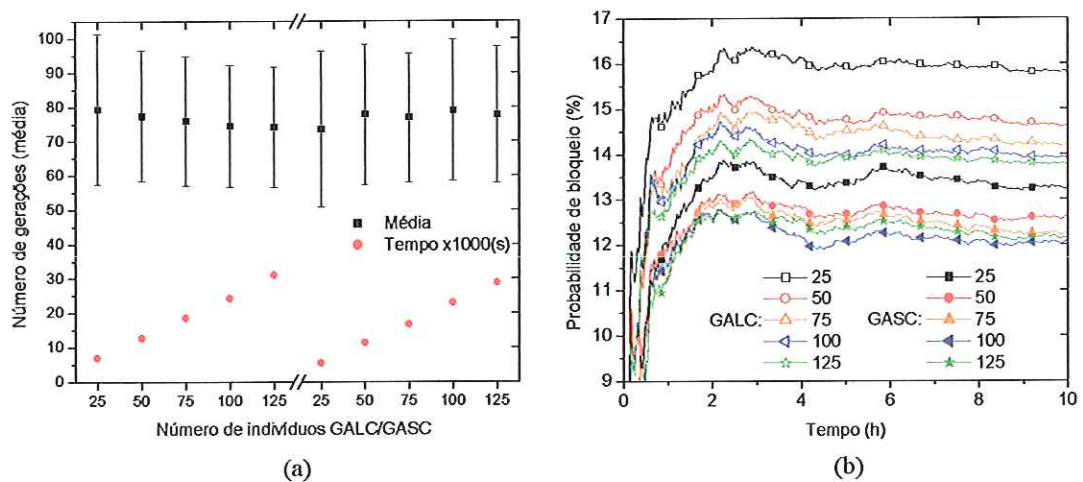 100
90
80
70
60
50
40
30
20
10
0
Número de gerações (média)
Média
Tempo x1000(s)
25 50 75 100 125 25 50 75 100 125
Número de indivíduos GALC/GASC
(a)
17
16
15
14
13
12
11
10
9
Probabilidade de bloqueio (%)
25 25
50 50
GALC: 75 GASC: 75
100 100
125 125
0 2 4 6 8 10
Tempo (h)
(b)